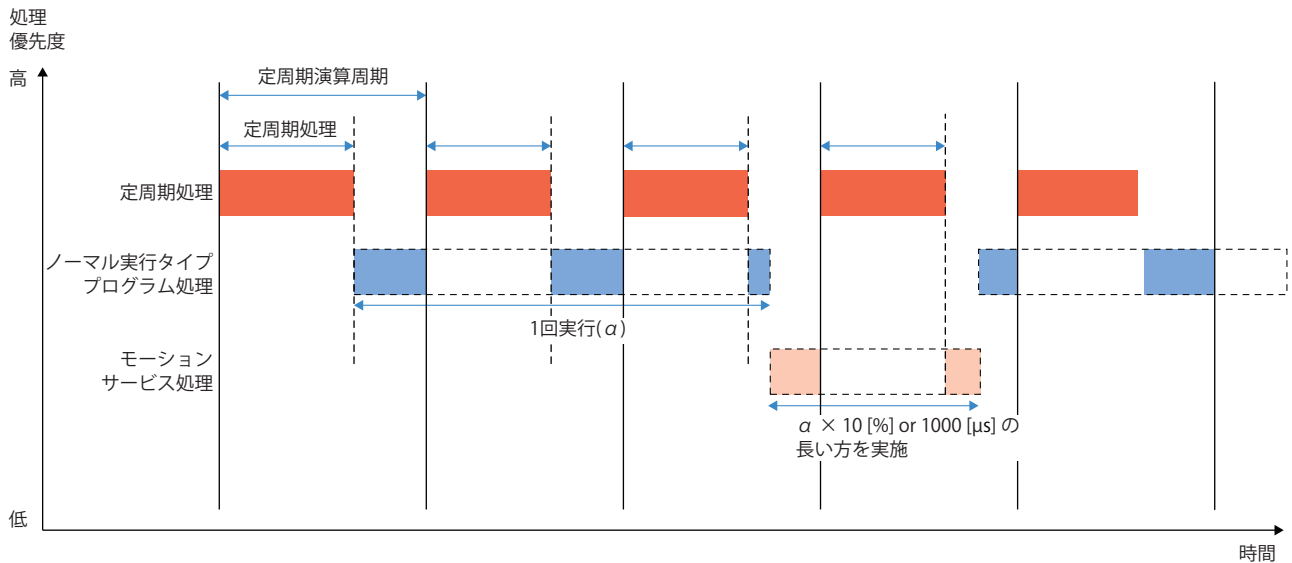 処理
優先度
高
定周期演算周期
定周期処理
定周期処理
ノーマル実行タイプ
プログラム処理
1回実行(α)
モーション
サービス処理
α × 10 [%] or 1000 [µs] の
長い方を実施
低
時間